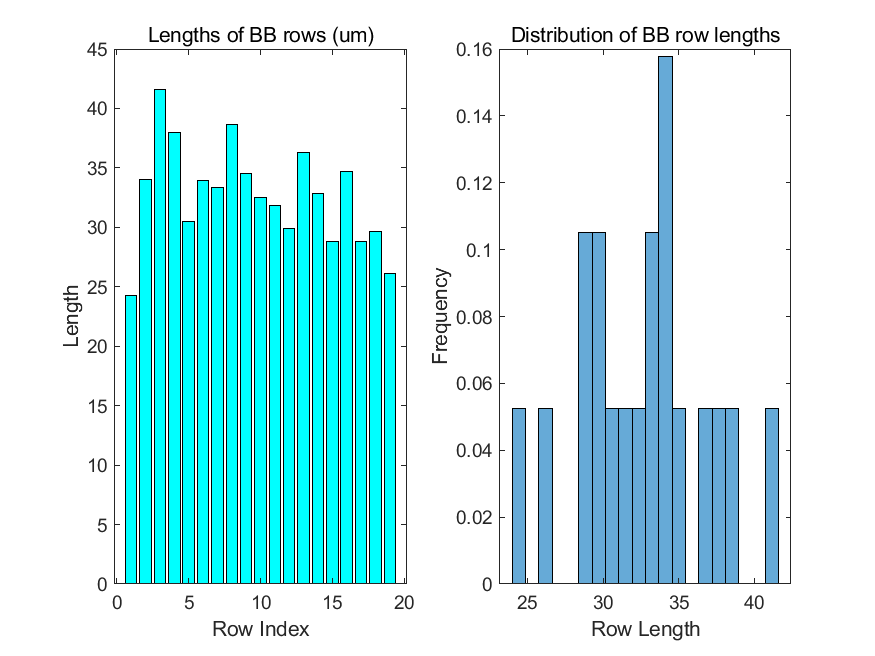 Lengths of BB rows (um)
45
40
35
30
25
20
15
10
5
0
Length
0 5 10 15 20
Row Index
Distribution of BB row lengths
0.16
0.14
0.12
0.1
0.08
0.06
0.04
0.02
0
Frequency
25 30 35 40
Row Length